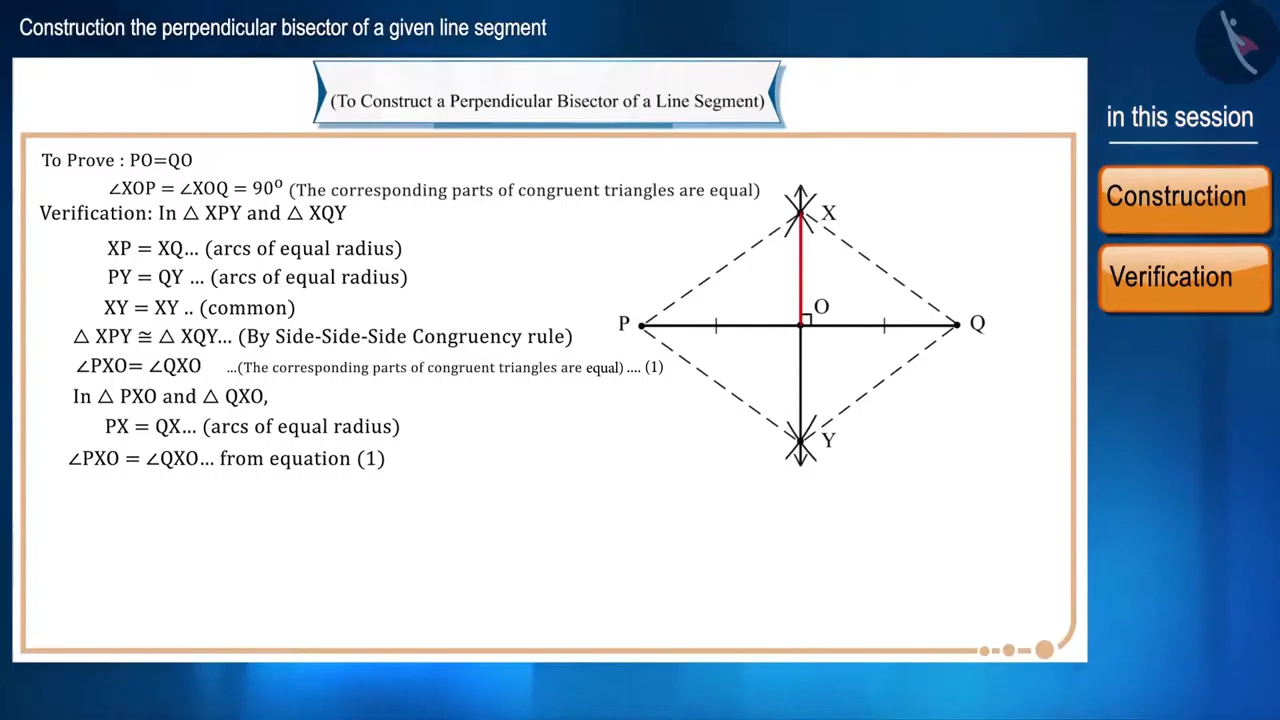 Construction the perpendicular bisector of a given line segment
(To Construct a Perpendicular Bisector of a Line Segment)
in this session
Construction
Verification
To Prove : PO=QO
∠XOP = ∠XOQ = 90⁰ (The corresponding parts of congruent triangles are equal)
Verification: In △ XPY and △ XQY
XP = XQ... (arcs of equal radius)
PY = QY ... (arcs of equal radius)
XY = XY .. (common)
△ XPY ≅ △ XQY... (By Side-Side-Side Congruency rule)
∠PXO= ∠QXO ...(The corresponding parts of congruent triangles are equal) .... (1)
In △ PXO and △ QXO,
PX = QX... (arcs of equal radius)
∠PXO = ∠QXO... from equation (1)
X
O
P
Q
Y